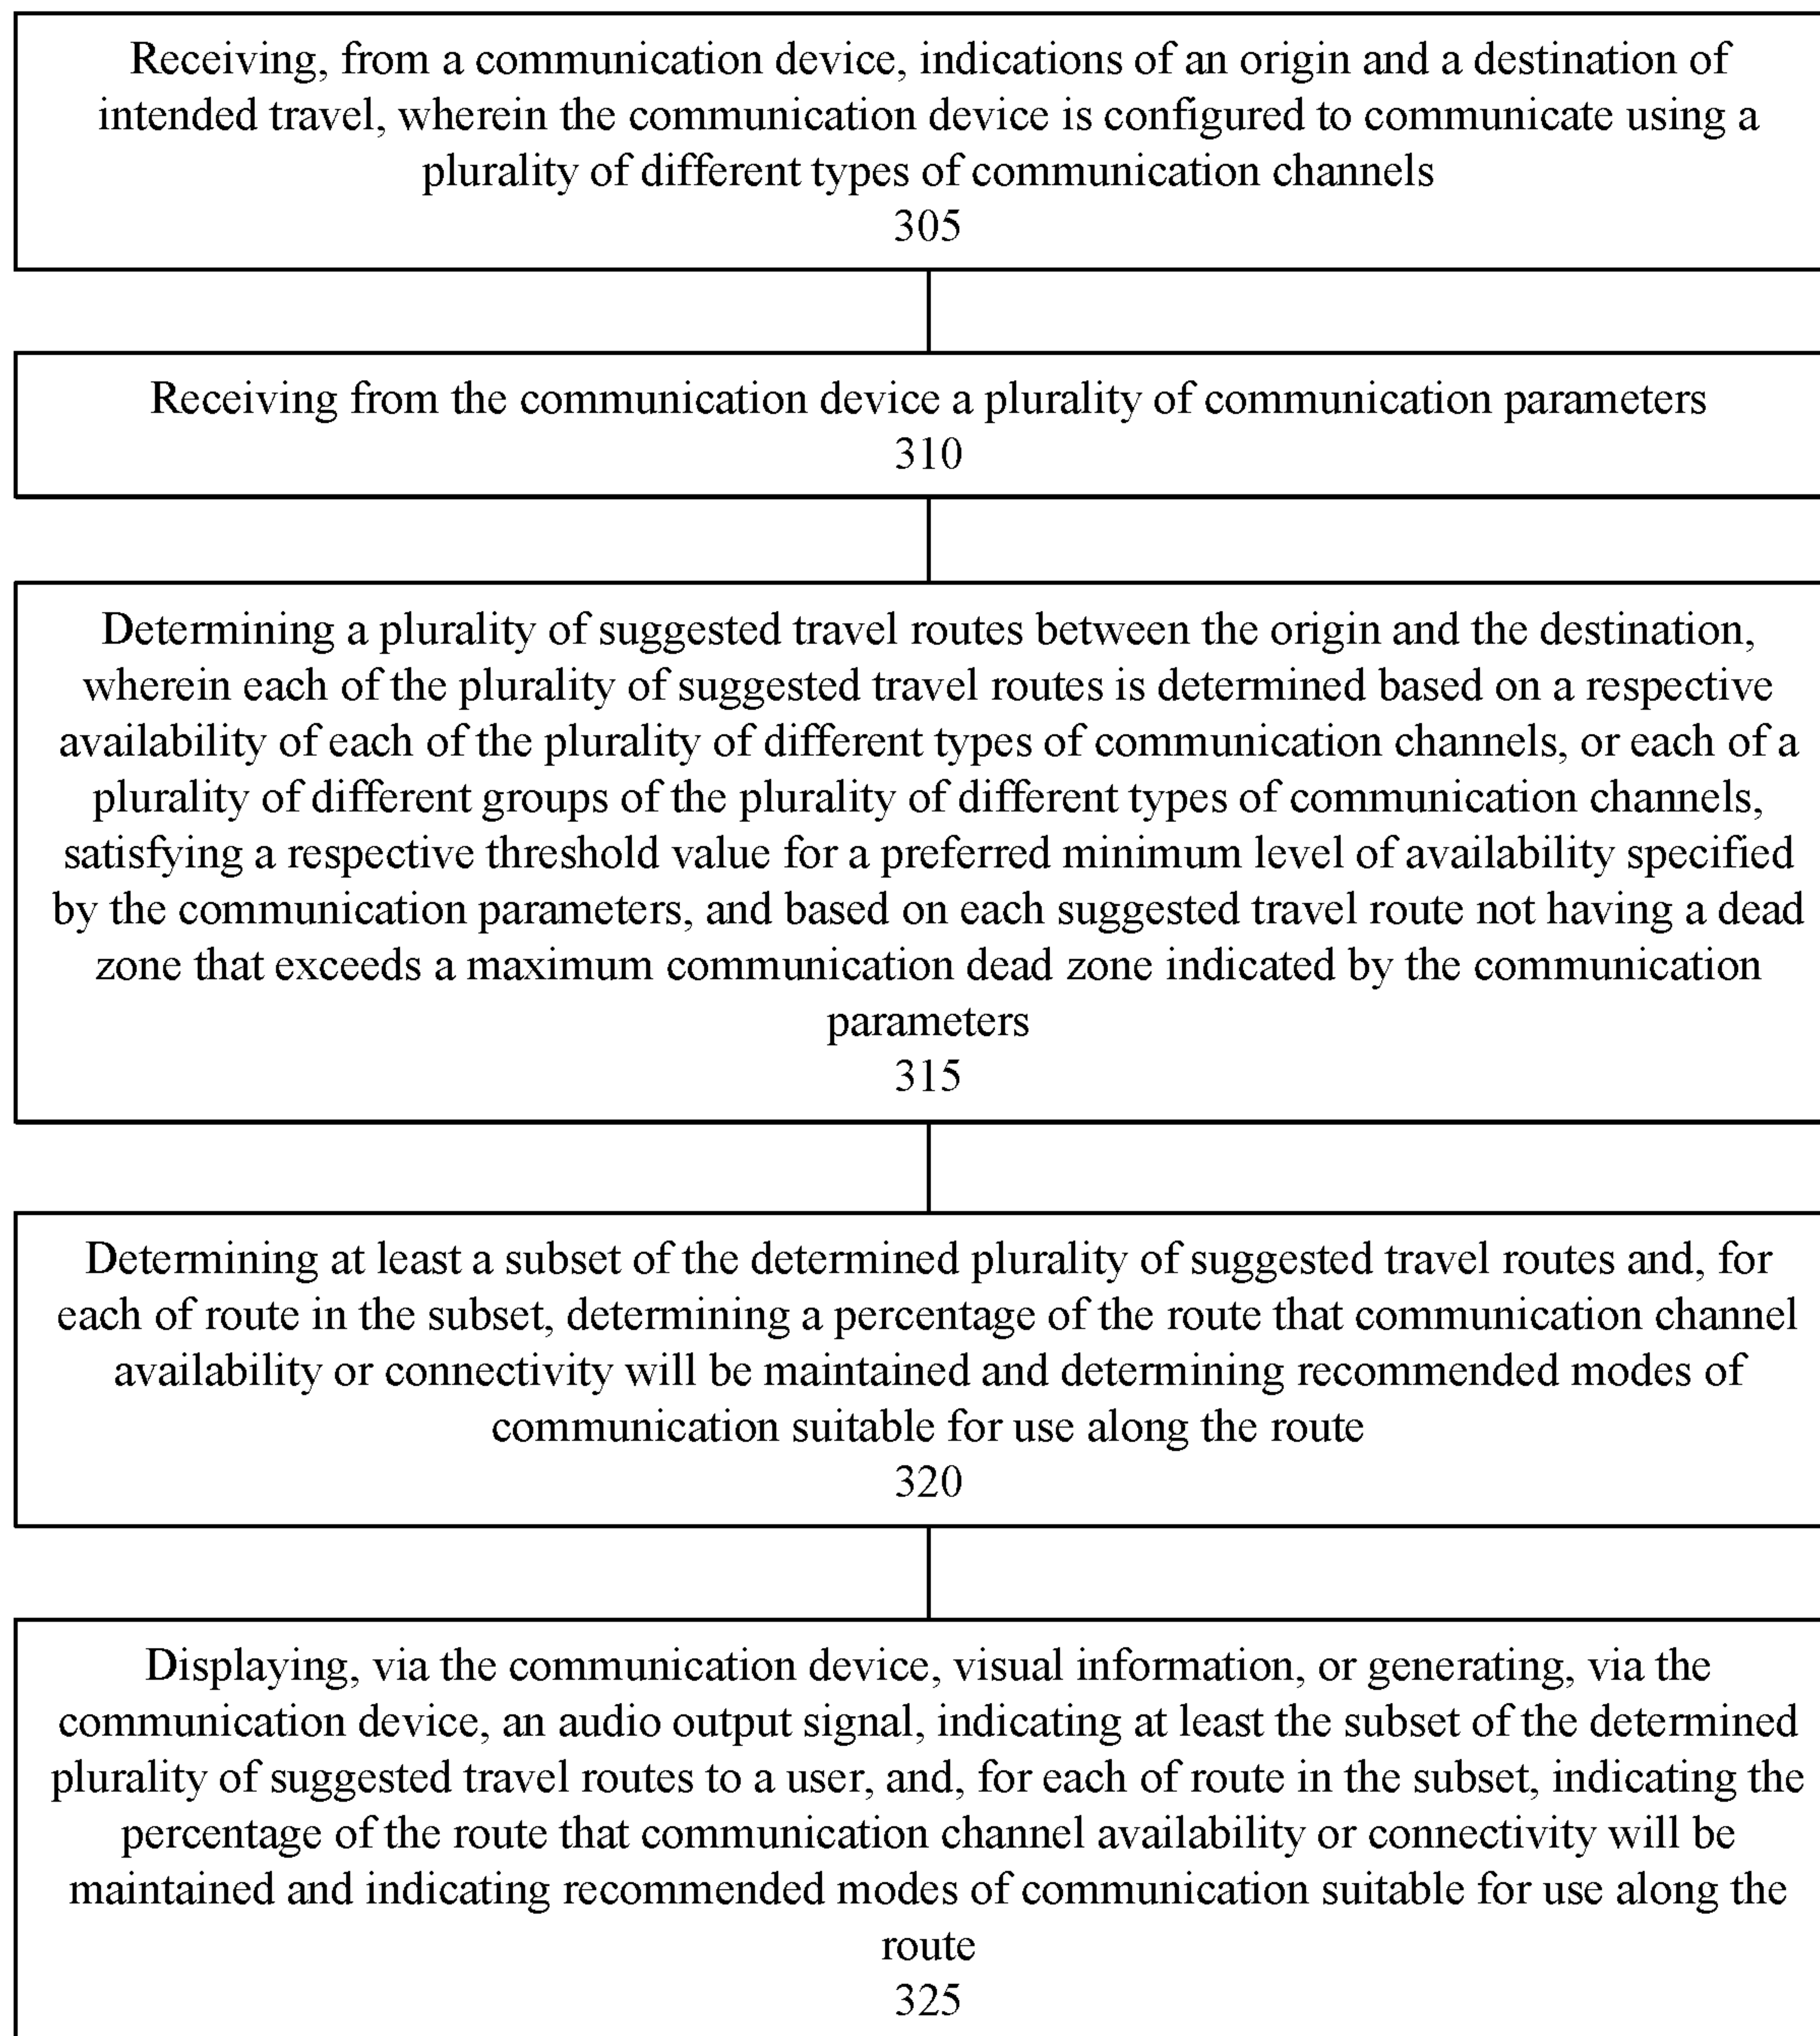 Receiving, from a communication device, indications of an origin and a destination of
intended travel, wherein the communication device is configured to communicate using a
plurality of different types of communication channels
305
Receiving from the communication device a plurality of communication parameters
310
Determining a plurality of suggested travel routes between the origin and the destination,
wherein each of the plurality of suggested travel routes is determined based on a respective
availability of each of the plurality of different types of communication channels, or each of a
plurality of different groups of the plurality of different types of communication channels,
satisfying a respective threshold value for a preferred minimum level of availability specified
by the communication parameters, and based on each suggested travel route not having a dead
zone that exceeds a maximum communication dead zone indicated by the communication
parameters
315
Determining at least a subset of the determined plurality of suggested travel routes and, for
each of route in the subset, determining a percentage of the route that communication channel
availability or connectivity will be maintained and determining recommended modes of
communication suitable for use along the route
320
Displaying, via the communication device, visual information, or generating, via the
communication device, an audio output signal, indicating at least the subset of the determined
plurality of suggested travel routes to a user, and, for each of route in the subset, indicating the
percentage of the route that communication channel availability or connectivity will be
maintained and indicating recommended modes of communication suitable for use along the
route
325